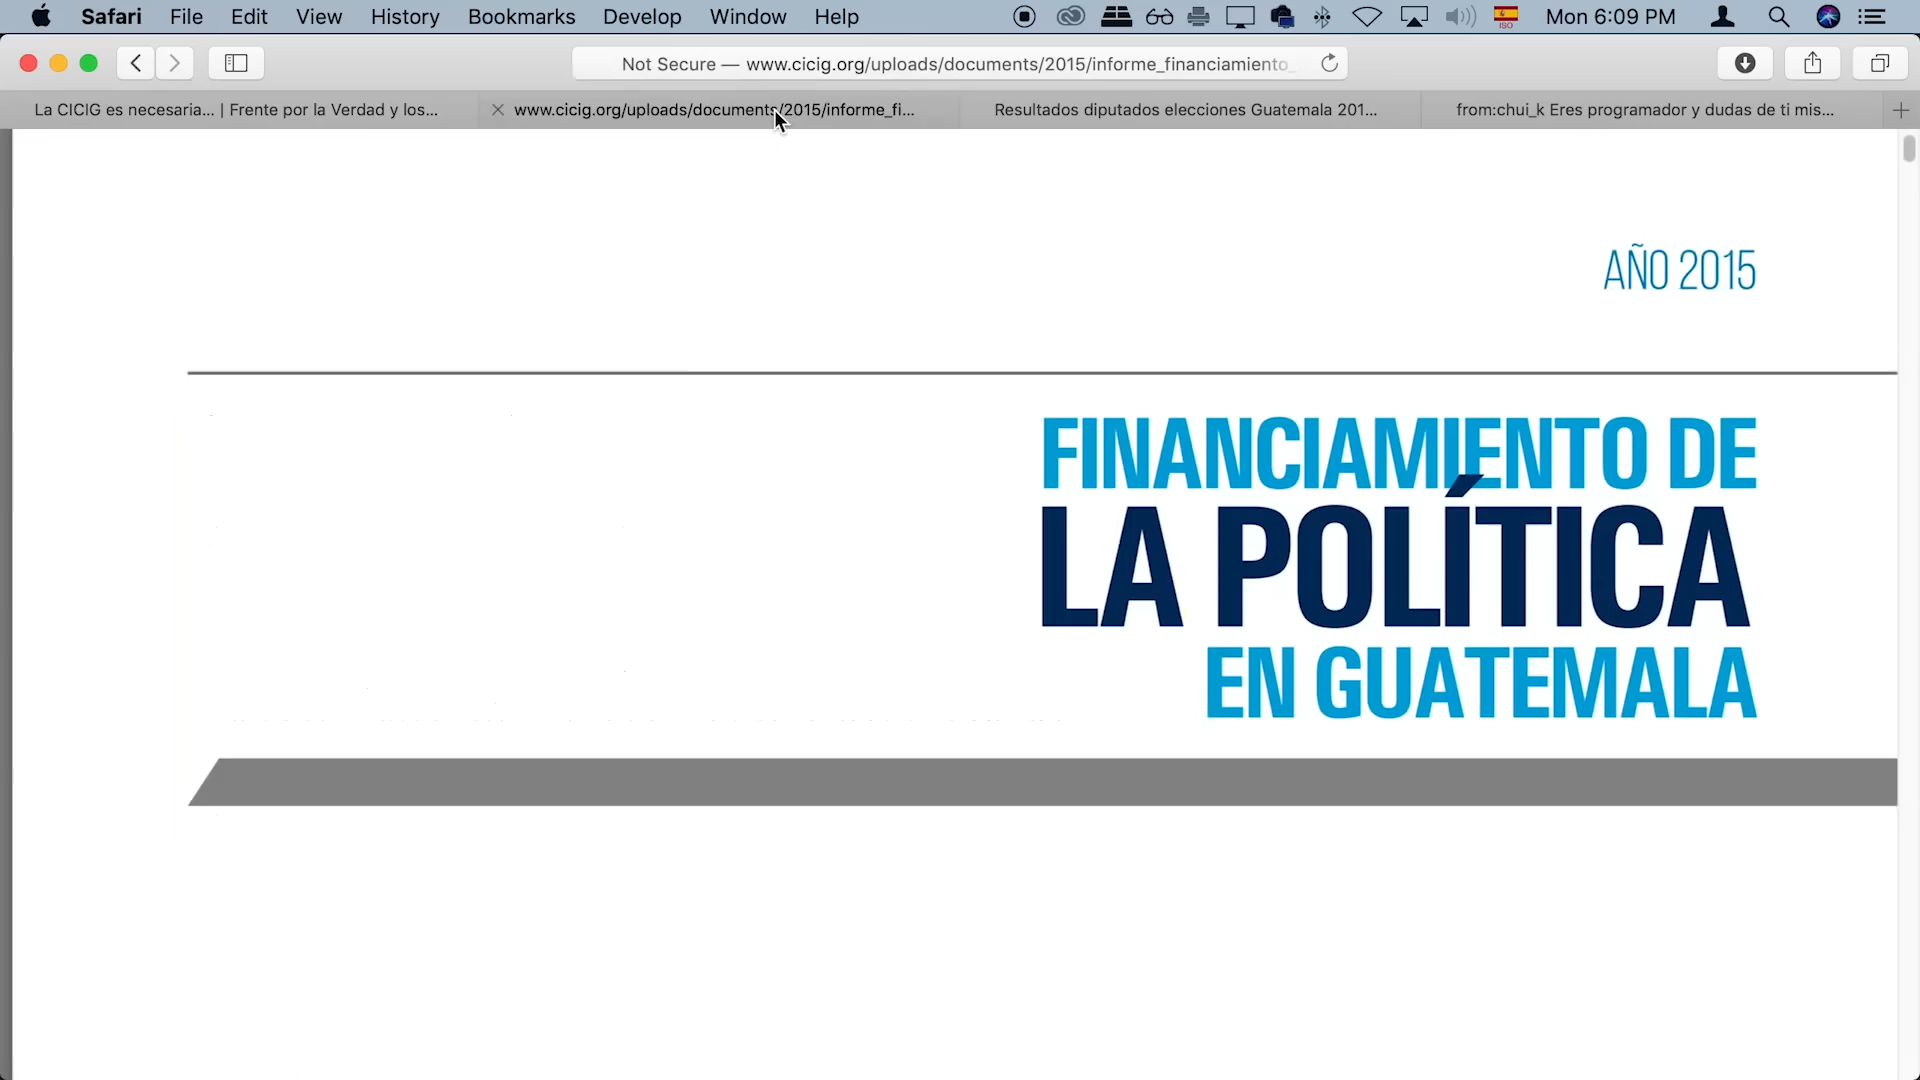 Safari File Edit View History Bookmarks Develop Window Help ISO Mon 6:09 PM
Not Secure — www.cicig.org/uploads/documents/2015/informe_financiamiento_
La CICIG es necesaria... | Frente por la Verdad y los... www.cicig.org/uploads/documents/2015/informe_fi... Resultados diputados elecciones Guatemala 201... from:chui_k Eres programador y dudas de ti mis...
AÑO 2015
FINANCIAMIENTO DE
LA POLÍTICA
EN GUATEMALA